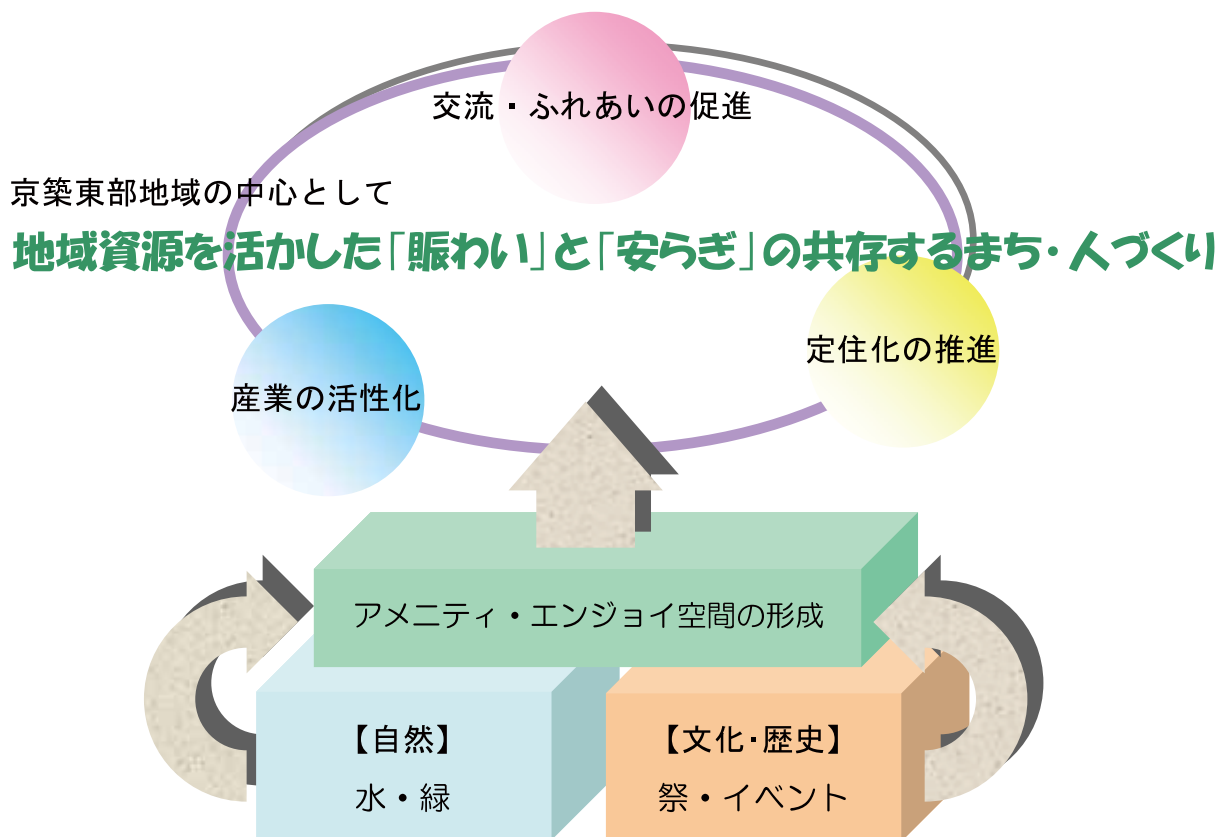 交流・ふれあいの促進
京築東部地域の中心として
地域資源を活かした「賑わい」と「安らぎ」の共存するまち・人づくり
定住化の推進
産業の活性化
アメニティ・エンジョイ空間の形成
【自然】
水・緑
【文化・歴史】
祭・イベント